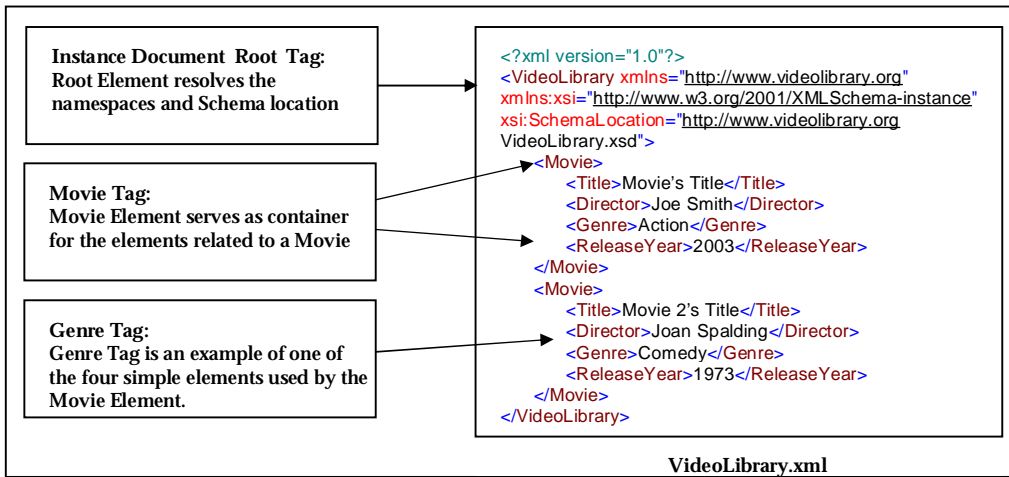 Instance Document Root Tag:
Root Element resolves the
namespaces and Schema location
Movie Tag:
Movie Element serves as container
for the elements related to a Movie
Genre Tag:
Genre Tag is an example of one of
the four simple elements used by the
Movie Element.
<?xml version="1.0"?>
<VideoLibrary xmlns="http://www.videolibrary.org"
xmlns:xsi="http://www.w3.org/2001/XMLSchema-instance"
xsi:SchemaLocation="http://www.videolibrary.org
VideoLibrary.xsd">
<Movie>
<Title>Movie's Title</Title>
<Director>Joe Smith</Director>
<Genre>Action</Genre>
<ReleaseYear>2003</ReleaseYear>
</Movie>
<Movie>
<Title>Movie 2's Title</Title>
<Director>Joan Spalding</Director>
<Genre>Comedy</Genre>
<ReleaseYear>1973</ReleaseYear>
</Movie>
</VideoLibrary>
VideoLibrary.xml